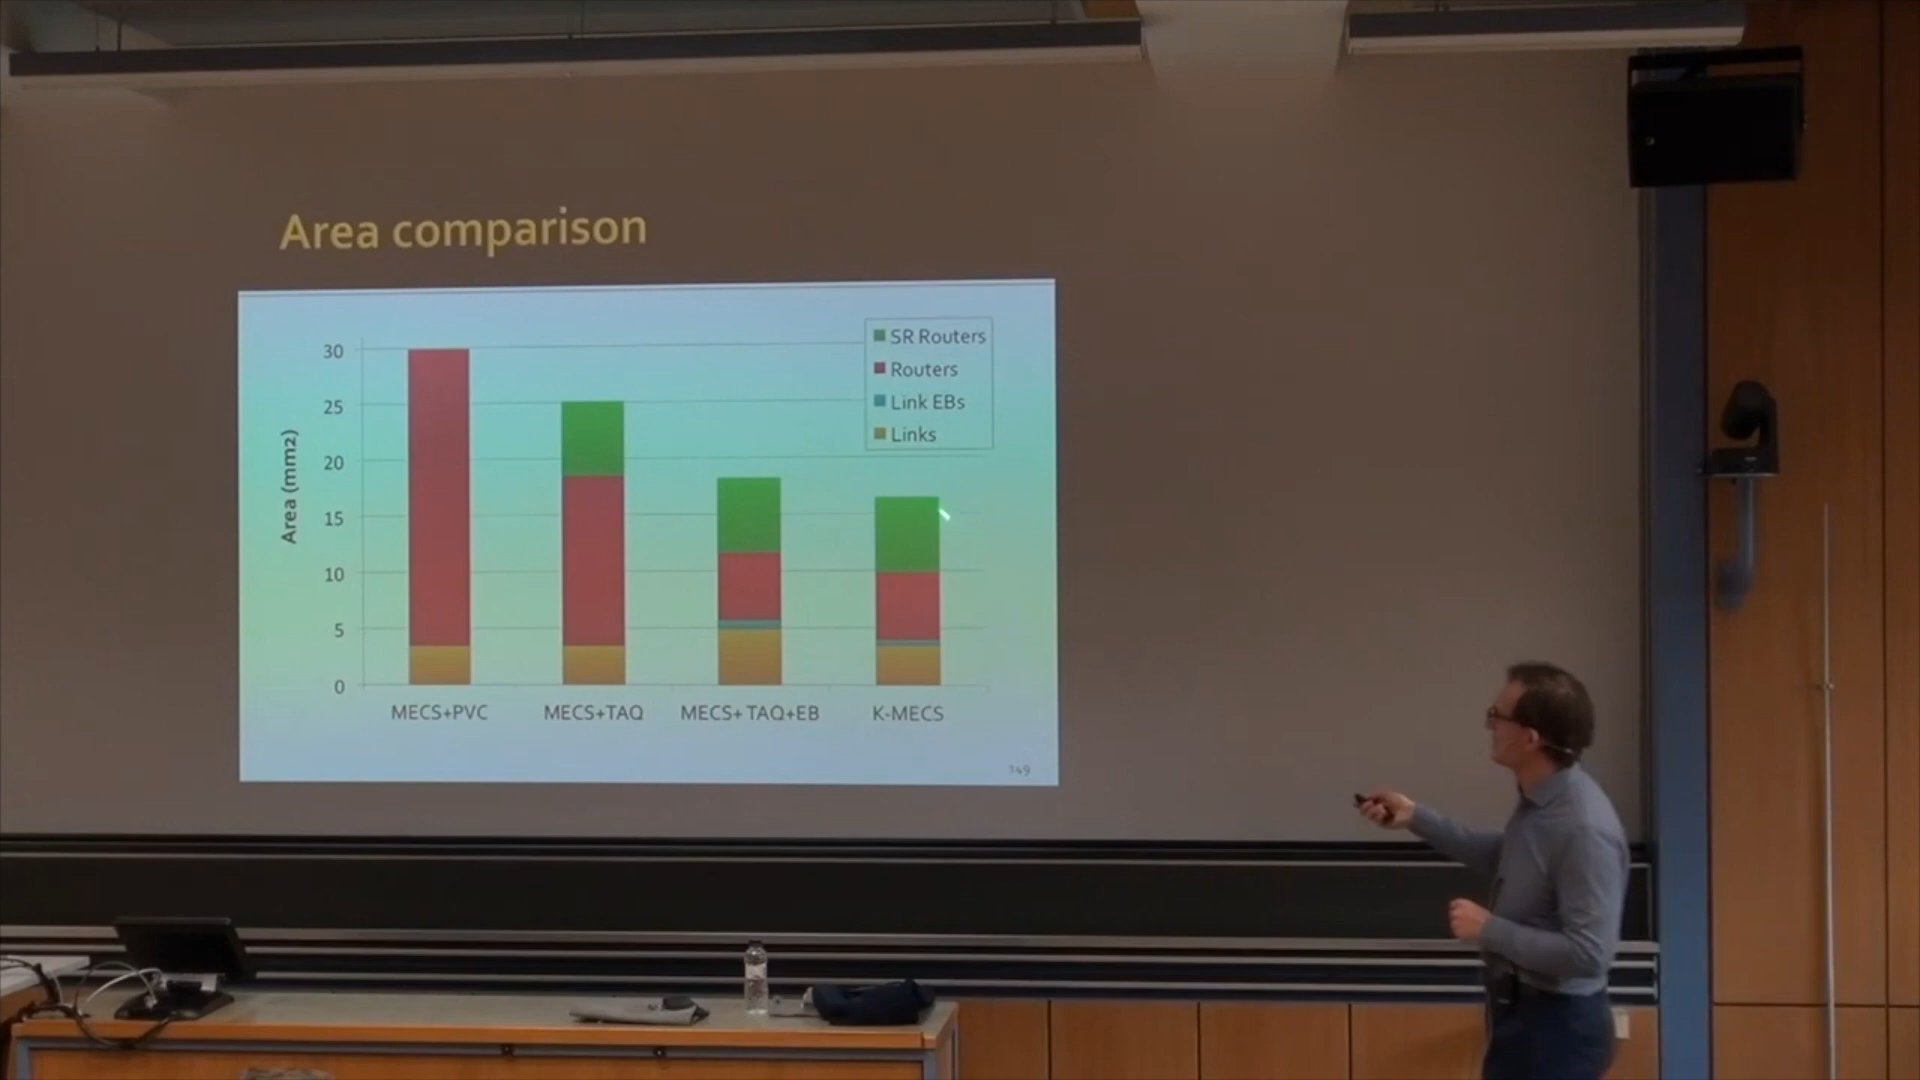 Area comparison
SR Routers
Routers
Link EBs
Links
Area (mm2)
30
25
20
15
10
5
0
MECS+PVC
MECS+TAQ
MECS+ TAQ+EB
K-MECS
149